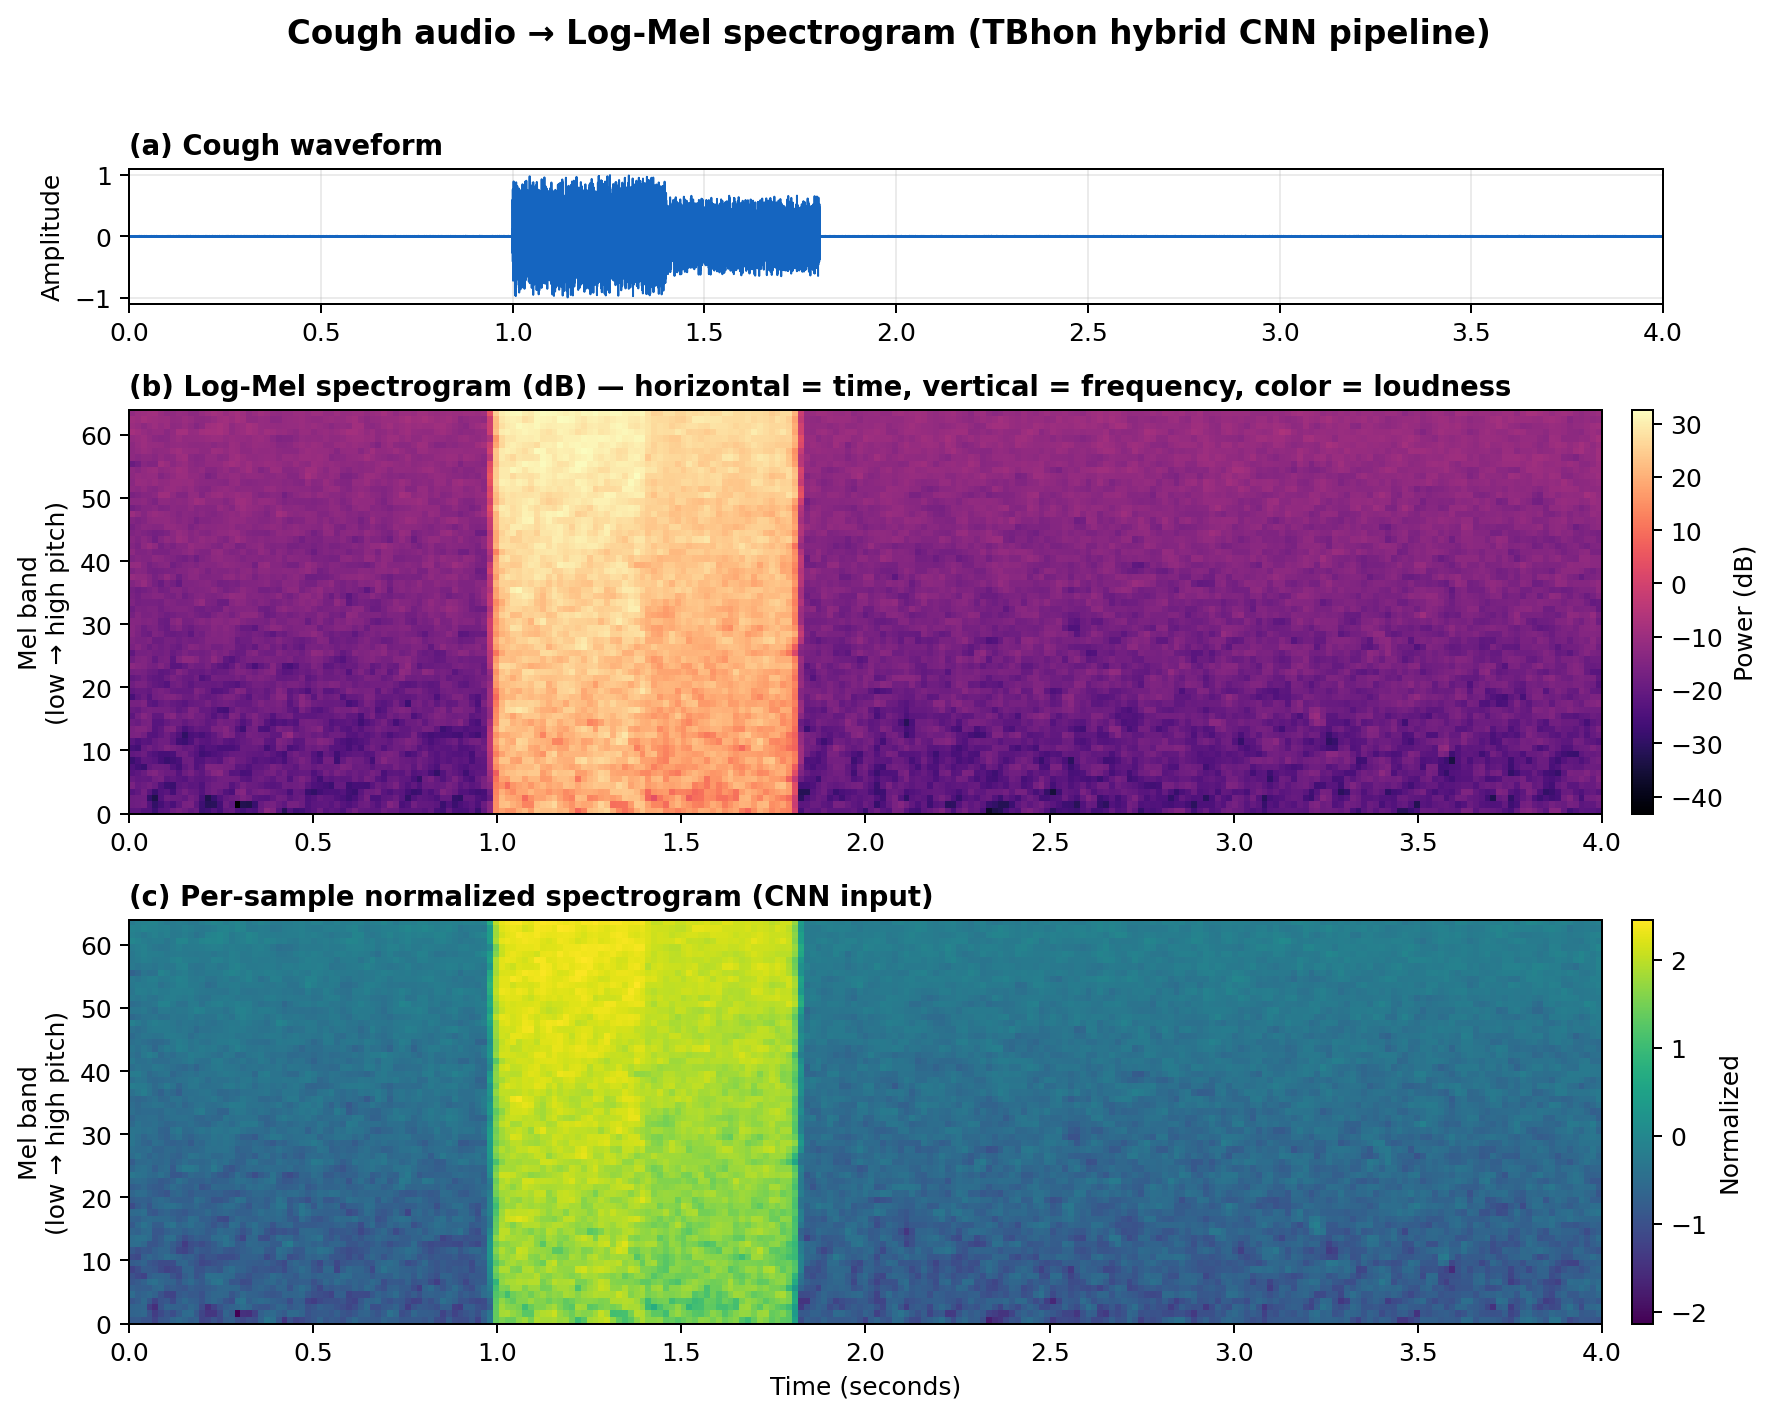 Cough audio → Log-Mel spectrogram (TBhon hybrid CNN pipeline)
(a) Cough waveform
Amplitude
1
0
−1
0.0 0.5 1.0 1.5 2.0 2.5 3.0 3.5 4.0
(b) Log-Mel spectrogram (dB) — horizontal = time, vertical = frequency, color = loudness
Mel band
(low → high pitch)
60
50
40
30
20
10
0
0.0 0.5 1.0 1.5 2.0 2.5 3.0 3.5 4.0
30
20
10
0
−10
−20
−30
−40
Power (dB)
(c) Per-sample normalized spectrogram (CNN input)
Mel band
(low → high pitch)
60
50
40
30
20
10
0
0.0 0.5 1.0 1.5 2.0 2.5 3.0 3.5 4.0
Time (seconds)
2
1
0
−1
−2
Normalized